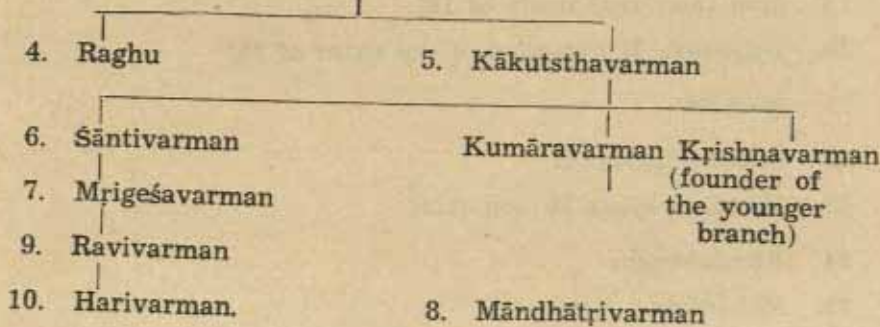 4. Raghu 5. Kākutsthavarman
6. Śāntivarman Kumāravarman Kṛishṇavarman
(founder of
the younger
branch)
7. Mṛigeśavarman
9. Ravivarman
10. Harivarman. 8. Māndhātṛivarman